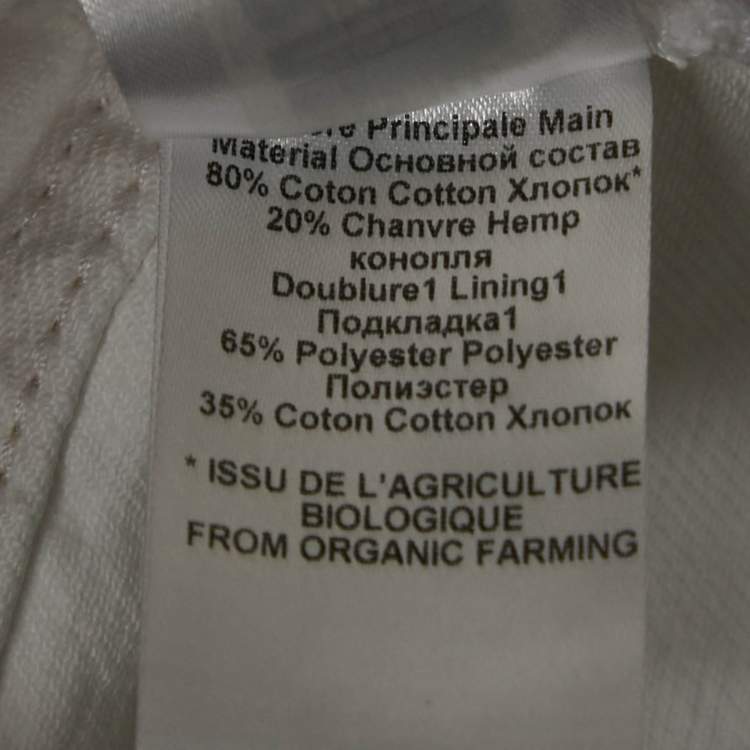 Principale Main
Material Основной состав
80% Coton Cotton Хлопок*
20% Chanvre Hemp
конопля
Doublure1 Lining1
Подкладка1
65% Polyester Polyester
Полиэстер
35% Coton Cotton Хлопок
* ISSU DE L'AGRICULTURE
BIOLOGIQUE
FROM ORGANIC FARMING